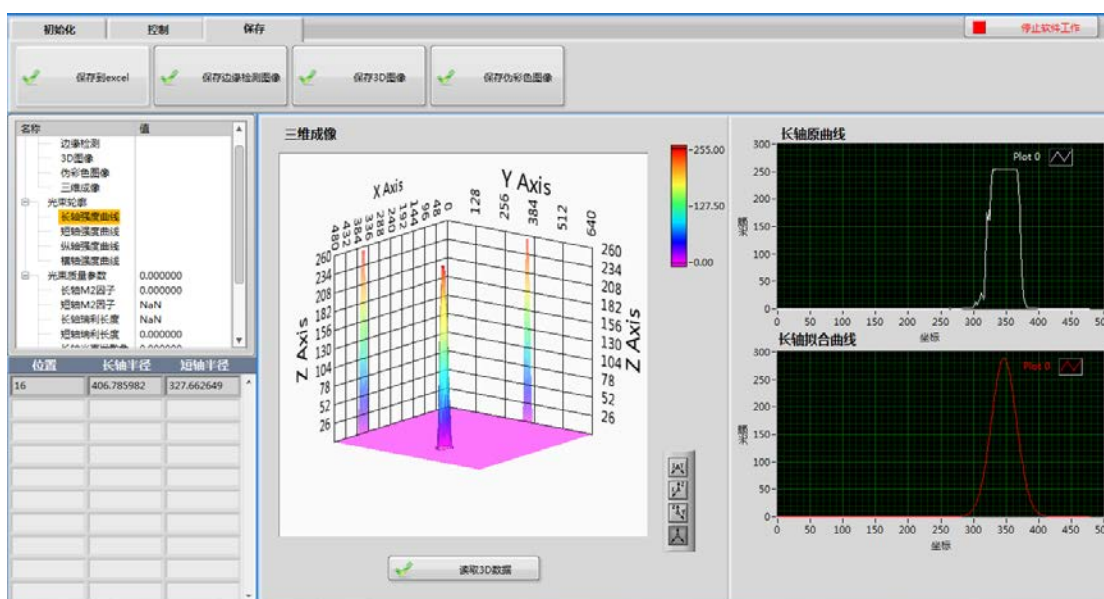 初始化 控制 保存
停止软件工作
保存到excel 保存边缘检测图像 保存3D图像 保存伪彩色图像
名称 值
边缘检测
3D图像
伪彩色图像
三维成像
光束轮廓
长轴强度曲线
短轴强度曲线
纵轴强度曲线
横轴强度曲线
光束质量参数 0.000000
长轴M2因子 0.000000
短轴M2因子 NaN
长轴瑞利长度 NaN
短轴瑞利长度 0.000000
位置 长轴半径 短轴半径
16 406.785982 327.662649
三维成像
X Axis
Y Axis
480 432 384 336 288 240 192 144 96 48 0
128 256 384 512 640
Z Axis
260 234 208 182 156 130 104 78 52 26
260 234 208 182 156 130 104 78 52 26
Z Axis
255.00
127.50
0.00
读取3D数据
长轴原曲线
Plot 0
300 250 200 150 100 50 0
0 50 100 150 200 250 300 350 400 450
坐标
长轴拟合曲线
Plot 0
300 250 200 150 100 50 0
0 50 100 150 200 250 300 350 400 450
坐标